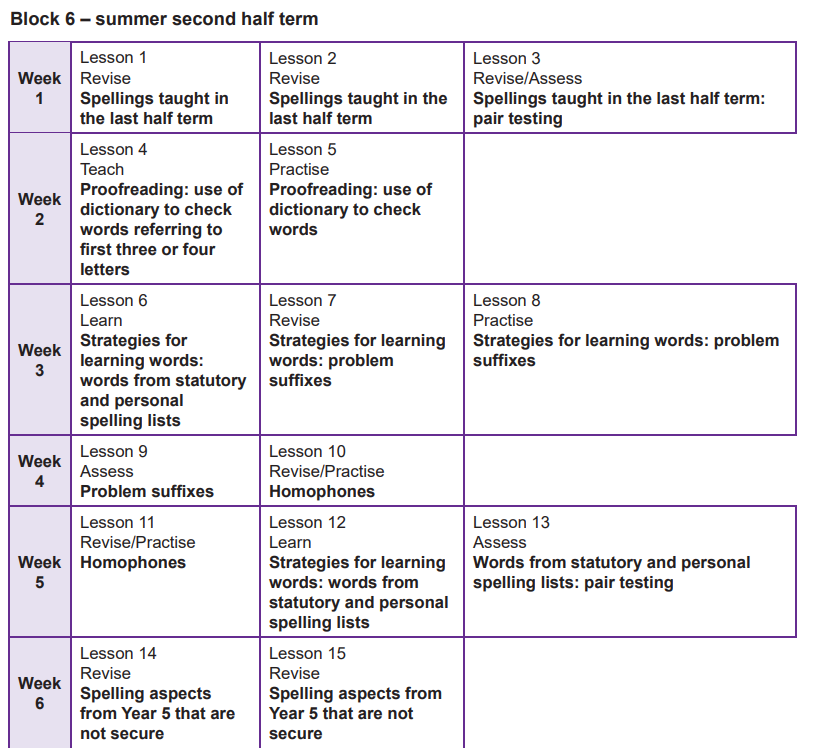 Block 6 – summer second half term
Week
1
Lesson 1
Revise
Spellings taught in
the last half term
Lesson 2
Revise
Spellings taught in the
last half term
Lesson 3
Revise/Assess
Spellings taught in the last half term:
pair testing
Week
2
Lesson 4
Teach
Proofreading: use of
dictionary to check
words referring to
first three or four
letters
Lesson 5
Practise
Proofreading: use of
dictionary to check
words
Week
3
Lesson 6
Learn
Strategies for
learning words:
words from statutory
and personal
spelling lists
Lesson 7
Revise
Strategies for learning
words: problem
suffixes
Lesson 8
Practise
Strategies for learning words: problem
suffixes
Week
4
Lesson 9
Assess
Problem suffixes
Lesson 10
Revise/Practise
Homophones
Week
5
Lesson 11
Revise/Practise
Homophones
Lesson 12
Learn
Strategies for learning
words: words from
statutory and personal
spelling lists
Lesson 13
Assess
Words from statutory and personal
spelling lists: pair testing
Week
6
Lesson 14
Revise
Spelling aspects
from Year 5 that are
not secure
Lesson 15
Revise
Spelling aspects from
Year 5 that are not
secure